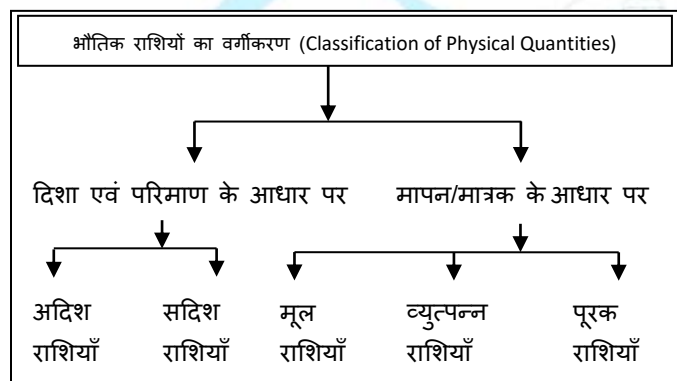 भौतिक राशियों का वर्गीकरण (Classification of Physical Quantities)
दिशा एवं परिमाण के आधार पर
मापन/मात्रक के आधार पर
अदिश
राशियाँ
सदिश
राशियाँ
मूल
राशियाँ
व्युत्पन्न
राशियाँ
पूरक
राशियाँ